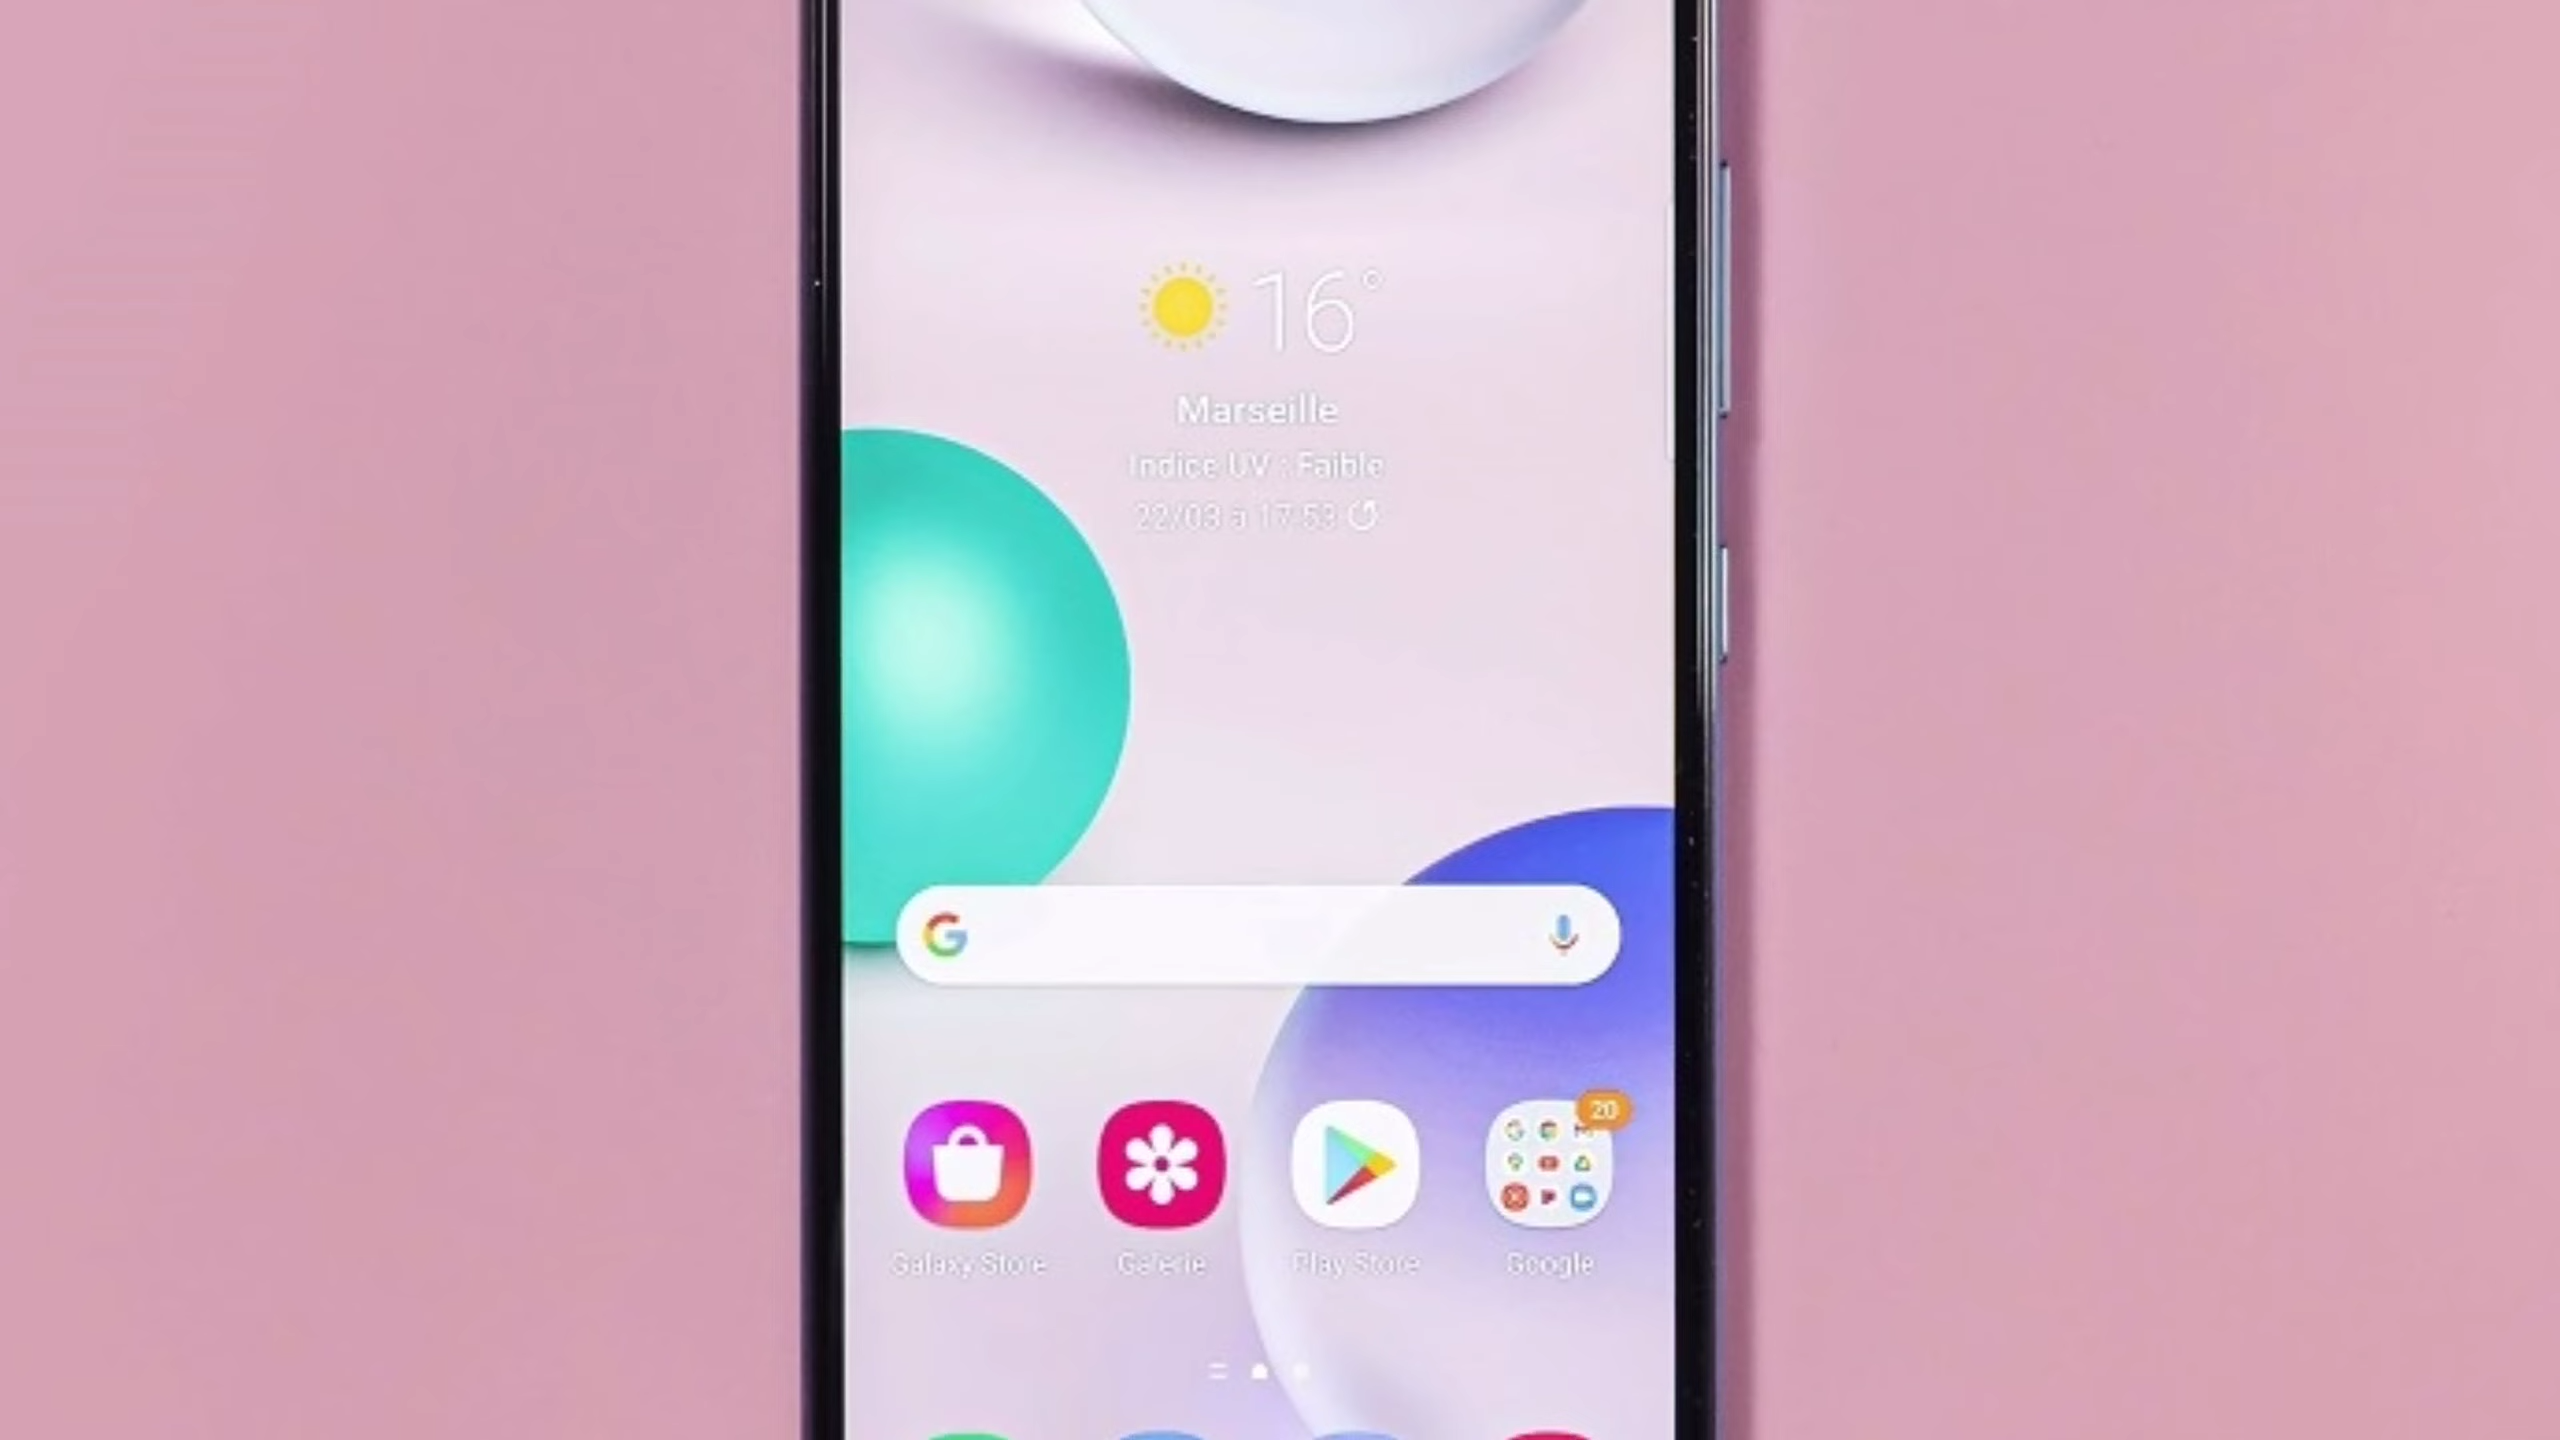 16°
Marseille
Indice UV : Faible
22/03 à 17:53
20
Galaxy Store
Galerie
Play Store
Google